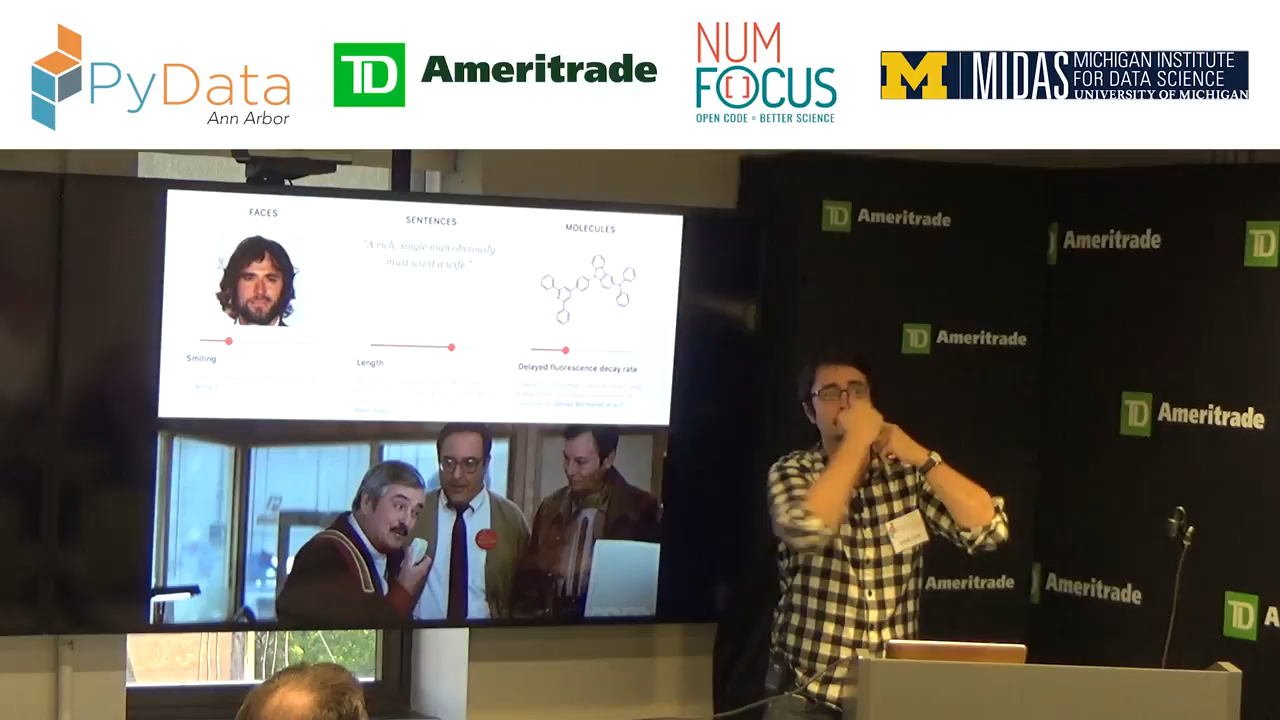 PyData
Ann Arbor
TD Ameritrade
NUM
FOCUS
OPEN CODE = BETTER SCIENCE
M MIDAS
MICHIGAN INSTITUTE
FOR DATA SCIENCE
UNIVERSITY OF MICHIGAN
FACES
SENTENCES
MOLECULES
"A rich, single man obviously
must want a wife."
Smiling
Length
Delayed fluorescence decay rate
TD Ameritrade
Ameritrade
TD
TD Ameritrade
TD Ameritrade
Ameritrade
Ameritrade
TD A